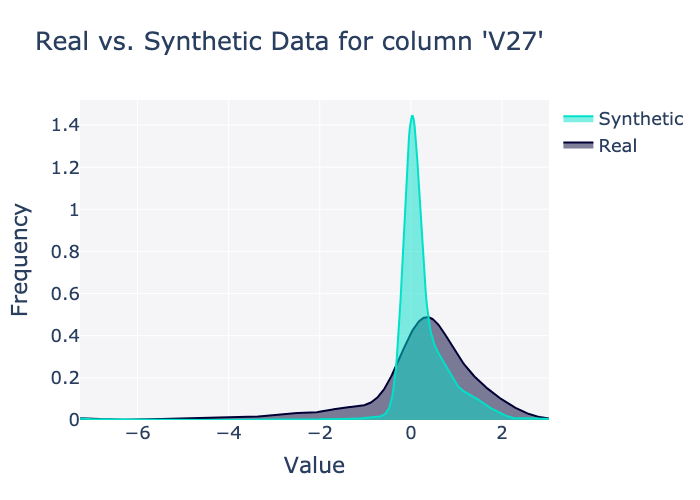 Real vs. Synthetic Data for column 'V27'
Synthetic
Real
1.4
1.2
1
0.8
0.6
0.4
0.2
0
Frequency
−6
−4
−2
0
2
Value